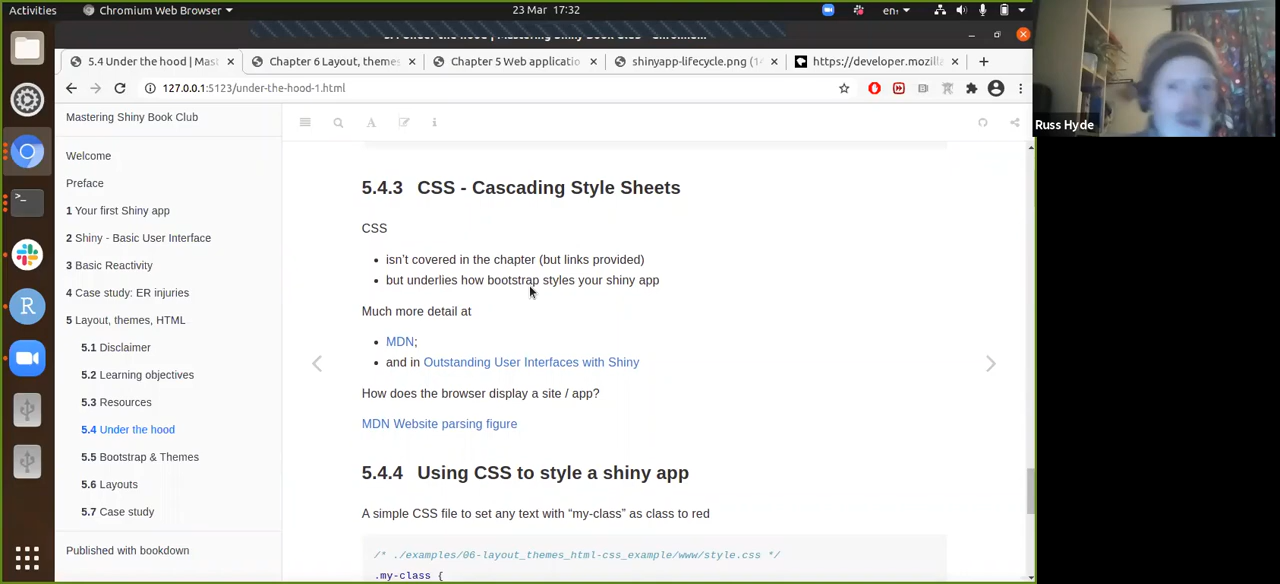 Activities
Chromium Web Browser
23 Mar 17:32
en₁
5.4 Under the hood | Mast
Chapter 6 Layout, themes
Chapter 5 Web applicatio
shinyapp-lifecycle.png (14
https://developer.mozilla
127.0.0.1:5123/under-the-hood-1.html
Russ Hyde
Mastering Shiny Book Club
Welcome
Preface
1 Your first Shiny app
2 Shiny - Basic User Interface
3 Basic Reactivity
4 Case study: ER injuries
5 Layout, themes, HTML
5.1 Disclaimer
5.2 Learning objectives
5.3 Resources
5.4 Under the hood
5.5 Bootstrap & Themes
5.6 Layouts
5.7 Case study
Published with bookdown
5.4.3 CSS - Cascading Style Sheets
CSS
• isn't covered in the chapter (but links provided)
• but underlies how bootstrap styles your shiny app
Much more detail at
• MDN;
• and in Outstanding User Interfaces with Shiny
How does the browser display a site / app?
MDN Website parsing figure
5.4.4 Using CSS to style a shiny app
A simple CSS file to set any text with “my-class” as class to red
/* ./examples/06-layout_themes_html-css_example/www/style.css */
.my-class {